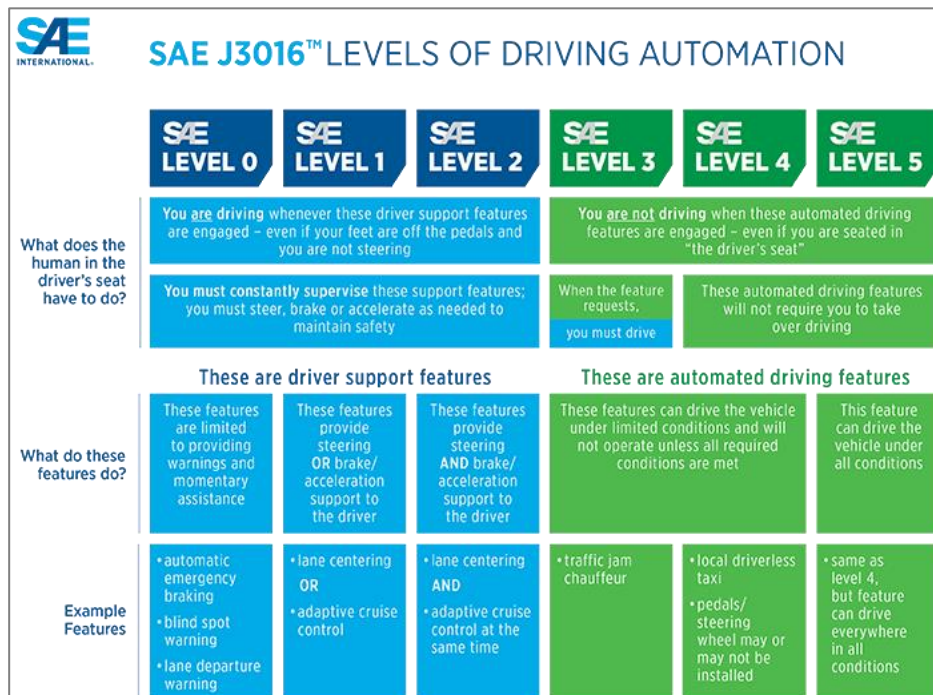 SAE
INTERNATIONAL®
SAE J3016™ LEVELS OF DRIVING AUTOMATION
SAE
LEVEL 0
SAE
LEVEL 1
SAE
LEVEL 2
SAE
LEVEL 3
SAE
LEVEL 4
SAE
LEVEL 5
What does the
human in the
driver's seat
have to do?
You are driving whenever these driver support features
are engaged – even if your feet are off the pedals and
you are not steering
You are not driving when these automated driving
features are engaged – even if you are seated in
“the driver's seat”
You must constantly supervise these support features;
you must steer, brake or accelerate as needed to
maintain safety
When the feature
requests,
you must drive
These automated driving features
will not require you to take
over driving
These are driver support features
These are automated driving features
What do these
features do?
These features
are limited
to providing
warnings and
momentary
assistance
These features
provide
steering
OR brake/
acceleration
support to
the driver
These features
provide
steering
AND brake/
acceleration
support to
the driver
These features can drive the vehicle
under limited conditions and will
not operate unless all required
conditions are met
This feature
can drive the
vehicle under
all conditions
Example
Features
• automatic
emergency
braking
• blind spot
warning
• lane departure
warning
• lane centering
OR
• adaptive cruise
control
• lane centering
AND
• adaptive cruise
control at the
same time
• traffic jam
chauffeur
• local driverless
taxi
• pedals/
steering
wheel may or
may not be
installed
• same as
level 4,
but feature
can drive
everywhere
in all
conditions